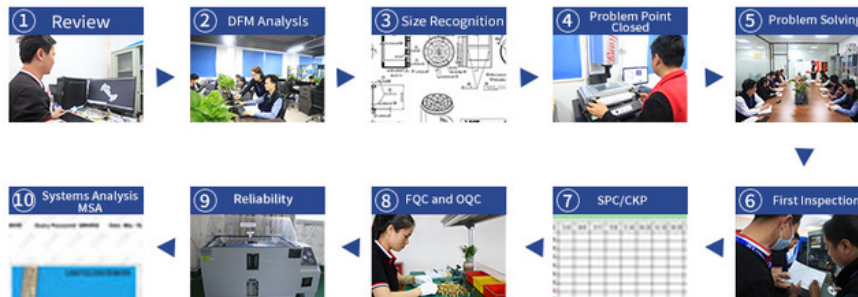 ① Review
② DFM Analysls
③ Size Recognition
④ Problem Point
Closed
⑤ Problem Solving
⑥ First Inspection
⑦ SPC/CKP
⑧ FQC and OQC
⑨ Reliability
⑩ Systems Analysis
MSA